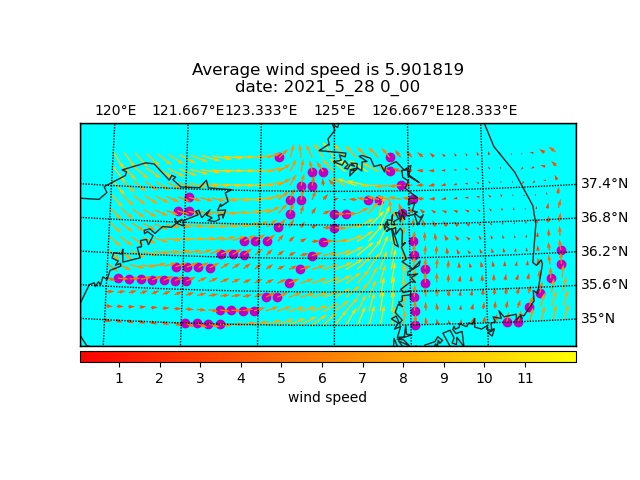 Average wind speed is 5.901819
date: 2021_5_28 0_00
120°E 121.667°E 123.333°E 125°E 126.667°E 128.333°E
37.4°N
36.8°N
36.2°N
35.6°N
35°N
1 2 3 4 5 6 7 8 9 10 11
wind speed